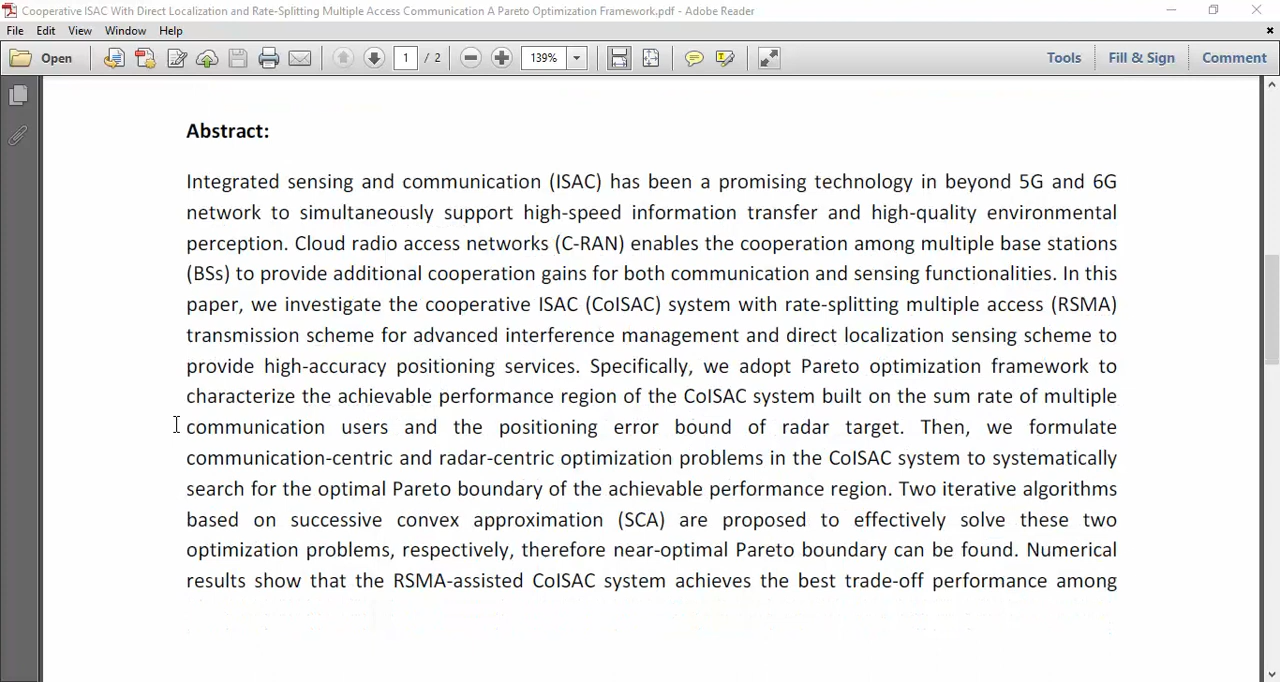 Cooperative ISAC With Direct Localization and Rate-Splitting Multiple Access Communication A Pareto Optimization Framework.pdf - Adobe Reader
File Edit View Window Help
Open 1 / 2 139% Tools Fill & Sign Comment
Abstract:
Integrated sensing and communication (ISAC) has been a promising technology in beyond 5G and 6G
network to simultaneously support high-speed information transfer and high-quality environmental
perception. Cloud radio access networks (C-RAN) enables the cooperation among multiple base stations
(BSs) to provide additional cooperation gains for both communication and sensing functionalities. In this
paper, we investigate the cooperative ISAC (CoISAC) system with rate-splitting multiple access (RSMA)
transmission scheme for advanced interference management and direct localization sensing scheme to
provide high-accuracy positioning services. Specifically, we adopt Pareto optimization framework to
characterize the achievable performance region of the CoISAC system built on the sum rate of multiple
communication users and the positioning error bound of radar target. Then, we formulate
communication-centric and radar-centric optimization problems in the CoISAC system to systematically
search for the optimal Pareto boundary of the achievable performance region. Two iterative algorithms
based on successive convex approximation (SCA) are proposed to effectively solve these two
optimization problems, respectively, therefore near-optimal Pareto boundary can be found. Numerical
results show that the RSMA-assisted CoISAC system achieves the best trade-off performance among